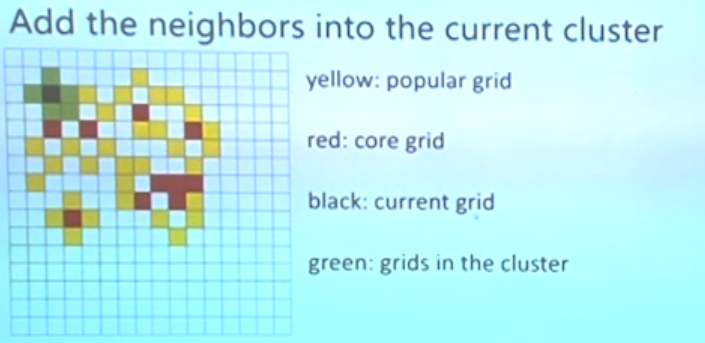 Add the neighbors into the current cluster
yellow: popular grid
red: core grid
black: current grid
green: grids in the cluster